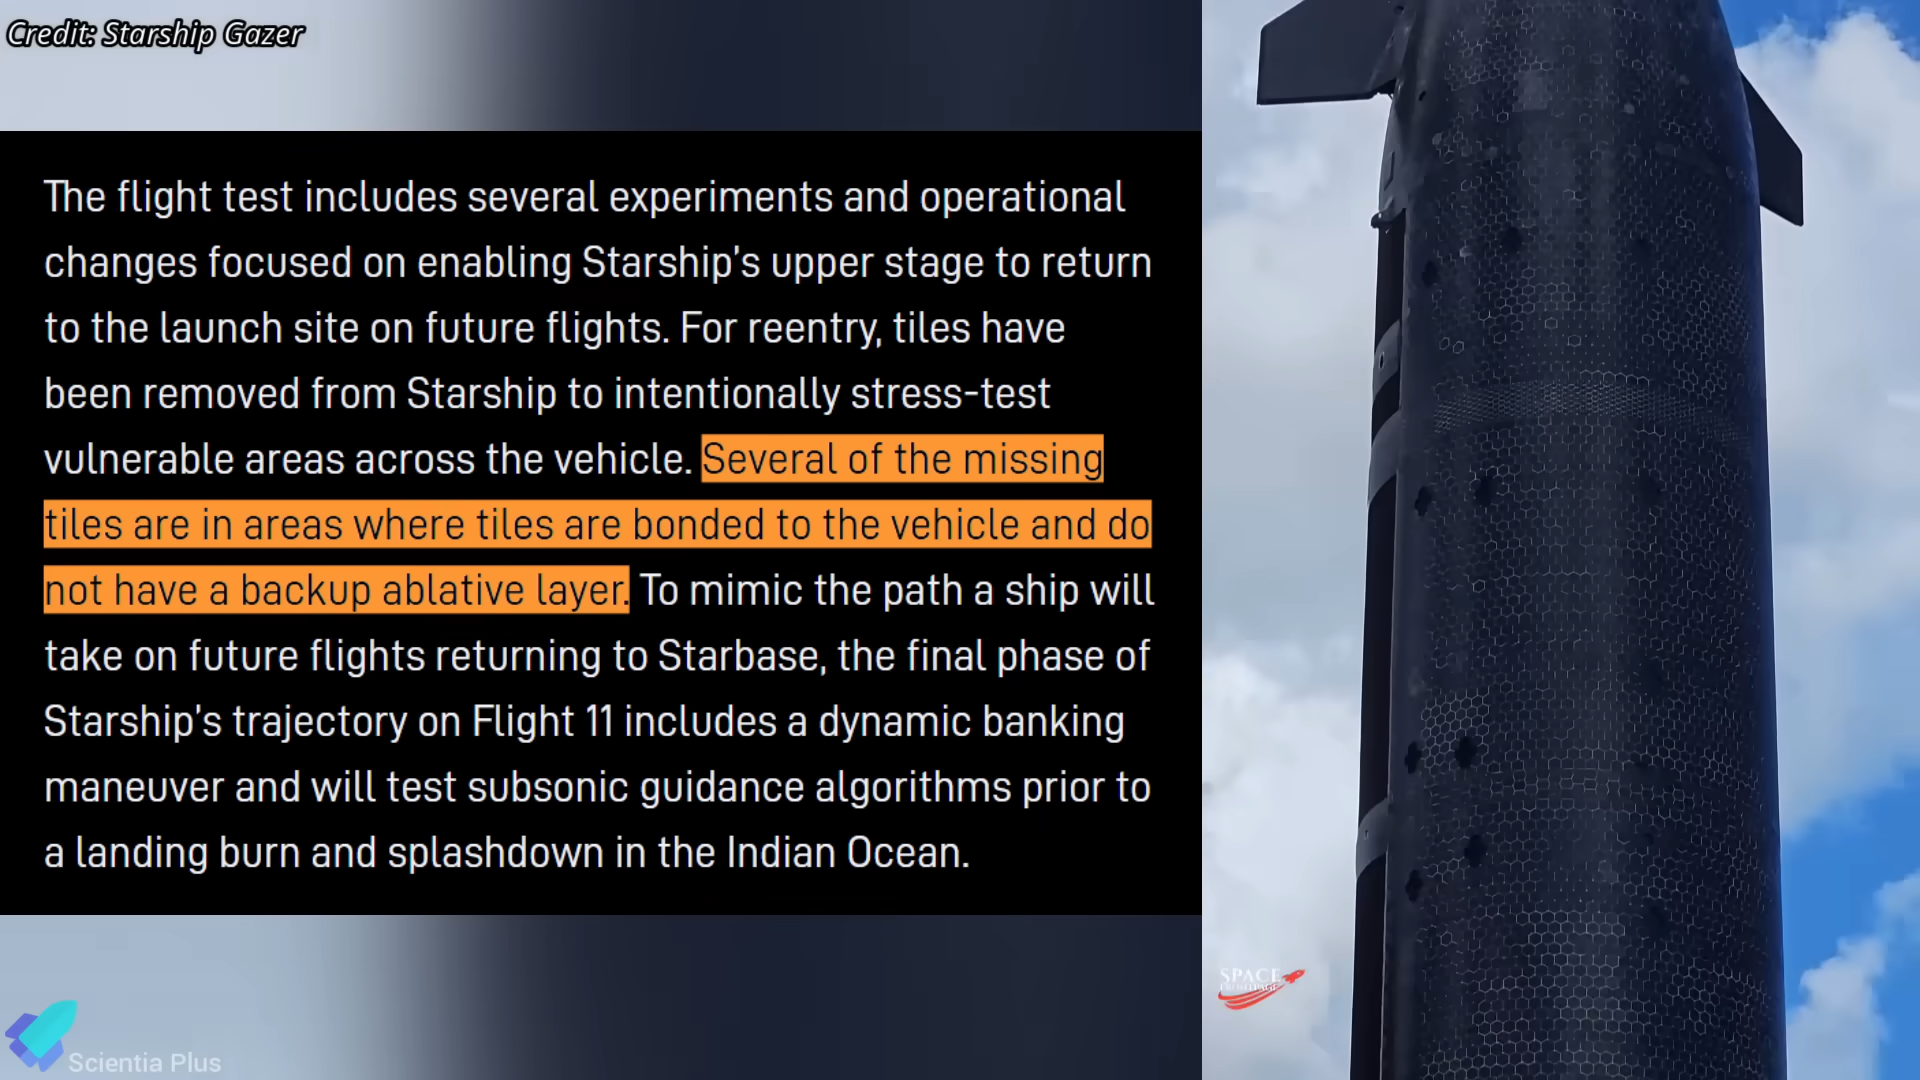 Credit: Starship Gazer
The flight test includes several experiments and operational
changes focused on enabling Starship's upper stage to return
to the launch site on future flights. For reentry, tiles have
been removed from Starship to intentionally stress-test
vulnerable areas across the vehicle. Several of the missing
tiles are in areas where tiles are bonded to the vehicle and do
not have a backup ablative layer. To mimic the path a ship will
take on future flights returning to Starbase, the final phase of
Starship's trajectory on Flight 11 includes a dynamic banking
maneuver and will test subsonic guidance algorithms prior to
a landing burn and splashdown in the Indian Ocean.
SPACE
Scientia Plus